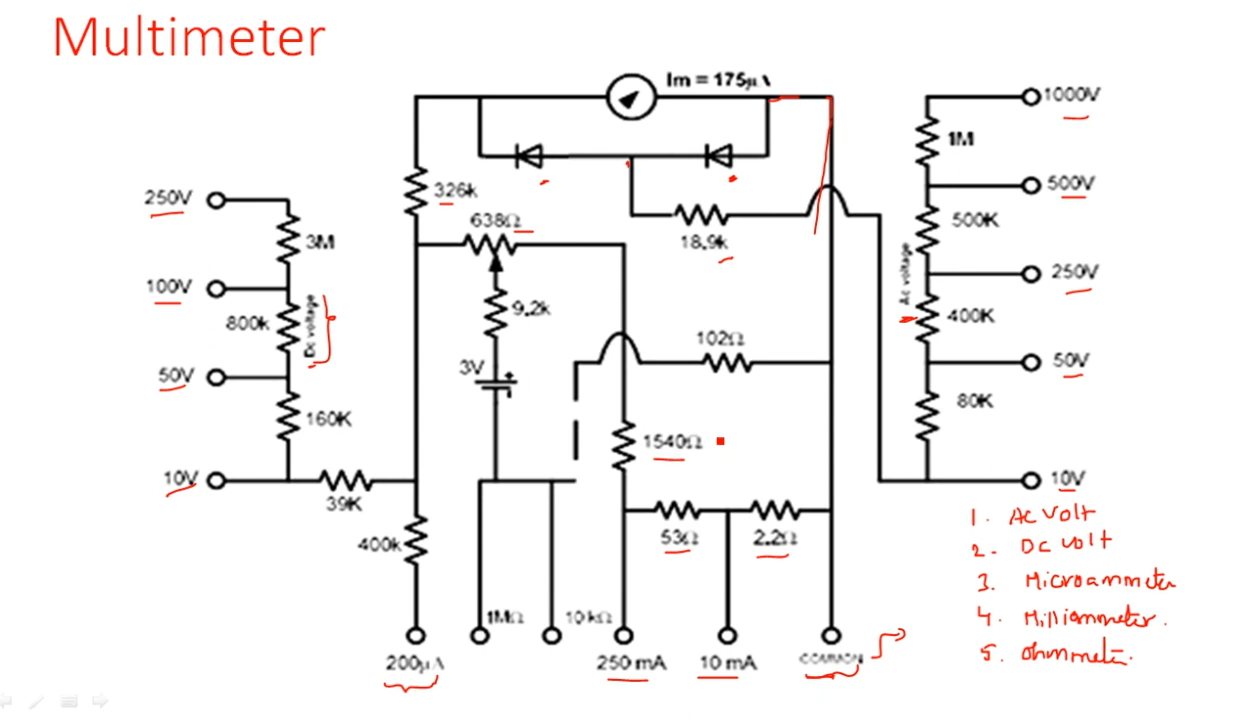 Multimeter
Im = 175μA
1000V
1M
500V
500K
250V
Ac voltage
400K
50V
80K
10V
250V
3M
100V
800k
Dc voltage
50V
160K
10V
39K
326k
638Ω
9.2k
3V
18.9k
102Ω
1540Ω
53Ω
2.2Ω
400k
1MΩ
10kΩ
200μA
250 mA
10 mA
COMMON
1. Ac Volt
2. DC volt
3. Microammeter
4. Milliammeter.
5. ohmmeter.